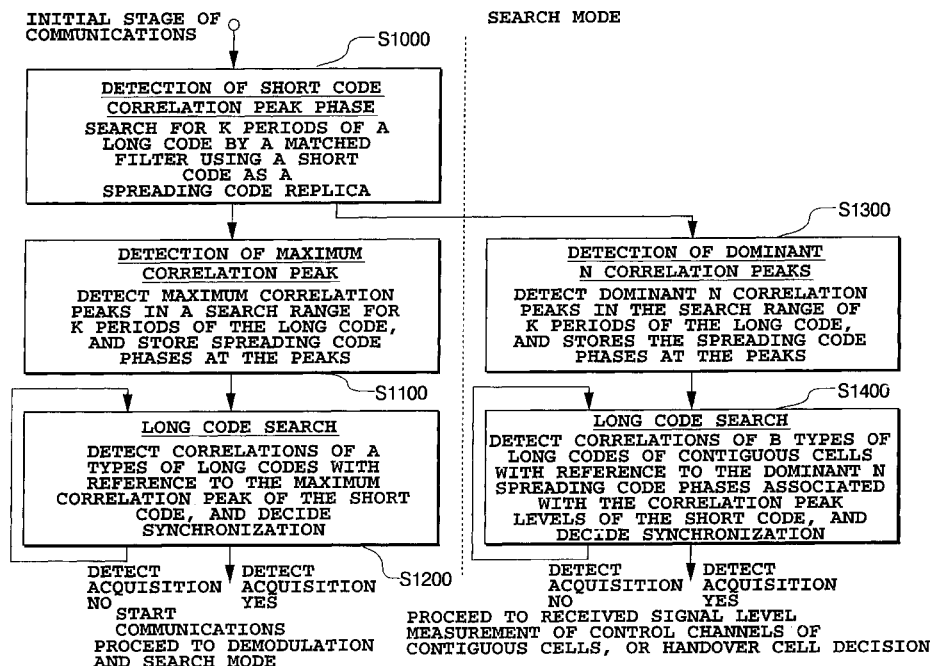 INITIAL STAGE OF
COMMUNICATIONS
SEARCH MODE
S1000
DETECTION OF SHORT CODE
CORRELATION PEAK PHASE
SEARCH FOR K PERIODS OF A
LONG CODE BY A MATCHED
FILTER USING A SHORT
CODE AS A
SPREADING CODE REPLICA
DETECTION OF MAXIMUM
CORRELATION PEAK
DETECT MAXIMUM CORRELATION
PEAKS IN A SEARCH RANGE FOR
K PERIODS OF THE LONG CODE,
AND STORE SPREADING CODE
PHASES AT THE PEAKS
S1100
LONG CODE SEARCH
DETECT CORRELATIONS OF A
TYPES OF LONG CODES WITH
REFERENCE TO THE MAXIMUM
CORRELATION PEAK OF THE SHORT
CODE, AND DECIDE
SYNCHRONIZATION
S1200
DETECT
ACQUISITION
NO
DETECT
ACQUISITION
YES
START
COMMUNICATIONS
PROCEED TO DEMODULATION
AND SEARCH MODE
S1300
DETECTION OF DOMINANT
N CORRELATION PEAKS
DETECT DOMINANT N CORRELATION
PEAKS IN THE SEARCH RANGE OF
K PERIODS OF THE LONG CODE,
AND STORES THE SPREADING CODE
PHASES AT THE PEAKS
S1400
LONG CODE SEARCH
DETECT CORRELATIONS OF B TYPES OF
LONG CODES OF CONTIGUOUS CELLS
WITH REFERENCE TO THE DOMINANT N
SPREADING CODE PHASES ASSOCIATED
WITH THE CORRELATION PEAK
LEVELS OF THE SHORT CODE, AND
DECIDE SYNCHRONIZATION
DETECT
ACQUISITION
NO
DETECT
ACQUISITION
YES
PROCEED TO RECEIVED SIGNAL LEVEL
MEASUREMENT OF CONTROL CHANNELS OF
CONTIGUOUS CELLS, OR HANDOVER CELL DECISION